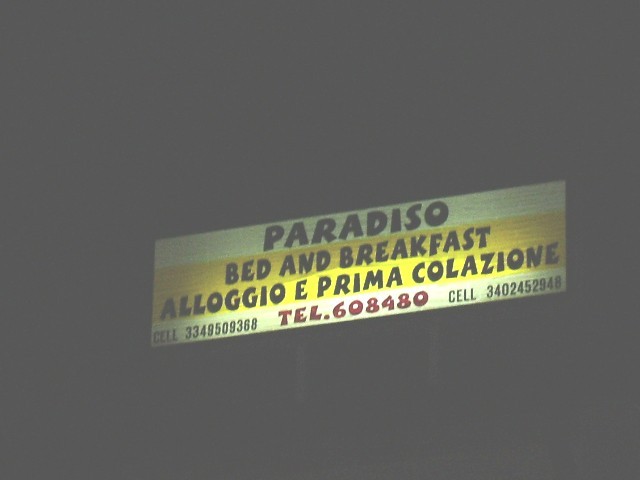 PARADISO
BED AND BREAKFAST
ALLOGGIO E PRIMA COLAZIONE
CELL 3349509368 TEL.608480 CELL 3402452948